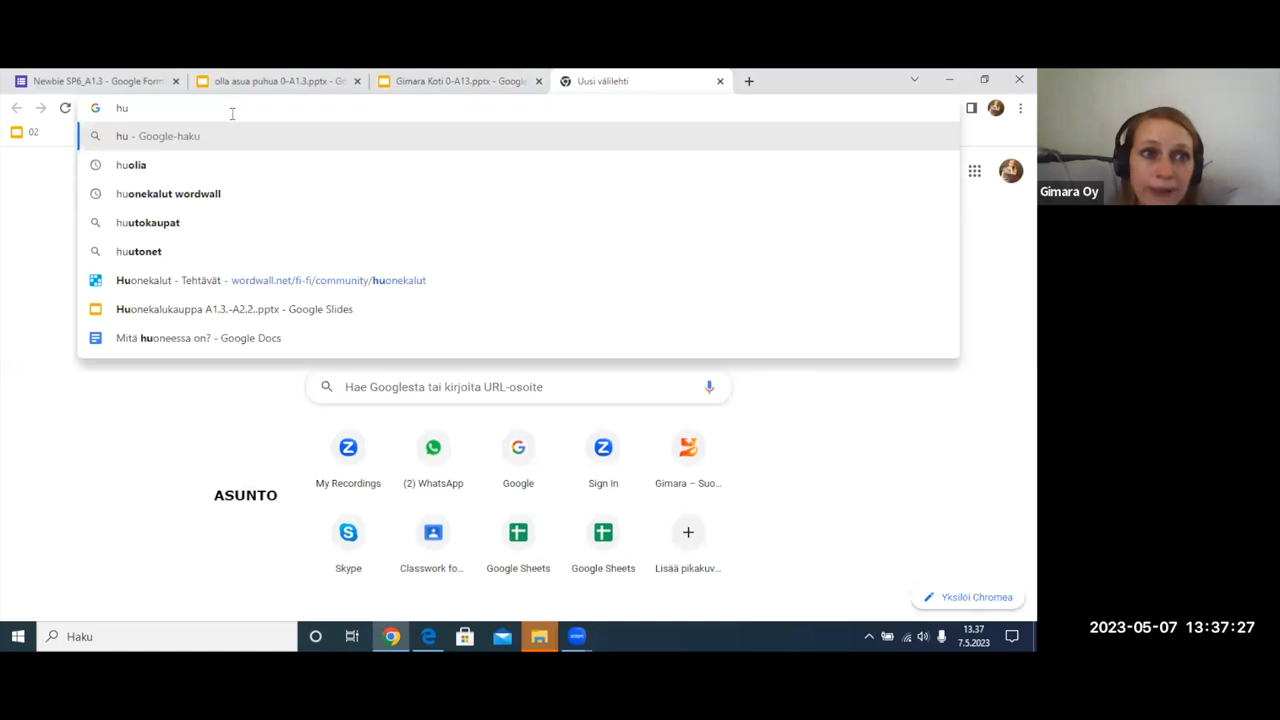 Newbie SP6_A1.3 - Google Form
olla asua puhua 0-A1.3.pptx - Go
Gimara Koti 0-A13.pptx - Google
Uusi välilehti
hu
02
hu - Google-haku
huolia
huonekalut wordwall
huutokaupat
huutonet
Huonekalut - Tehtävät - wordwall.net/fi-fi/community/huonekalut
Huonekalukauppa A1.3.-A2.2..pptx - Google Slides
Mitä huoneessa on? - Google Docs
Gimara Oy
Hae Googlesta tai kirjoita URL-osoite
My Recordings
(2) WhatsApp
Google
Sign In
Gimara – Suo...
ASUNTO
Skype
Classwork fo...
Google Sheets
Google Sheets
Lisää pikakuv...
Yksilöi Chromea
Haku
zoom
13.37
7.5.2023
2023-05-07 13:37:27